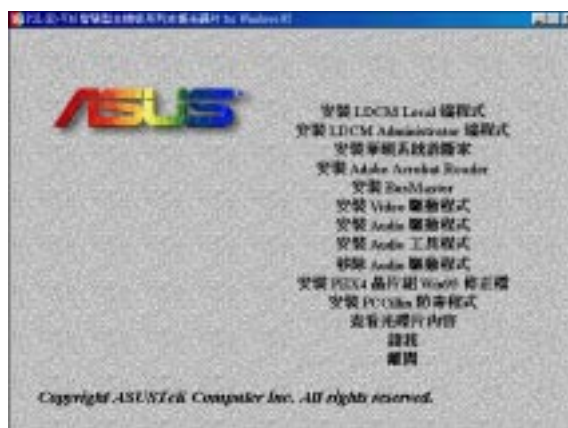 ASUS
安裝 LDCM Local 端程式
安裝 LDCM Administrator 端程式
安裝華碩系統診斷家
安裝 Adobe Acrobat Reader
安裝 BusMaster
安裝 Video 驅動程式
安裝 Audio 驅動程式
安裝 Audio 工具程式
移除 Audio 驅動程式
安裝 PIIX4 晶片組 Win95 修正檔
安裝 PCCillin 防毒程式
查看光碟片內容
讀我
離開
Copyright ASUSTek Computer Inc. All rights reserved.